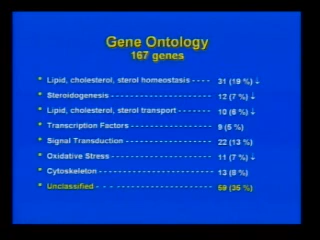 Gene Ontology
167 genes
• Lipid, cholesterol, sterol homeostasis - - - - 31 (19 %) ↓
• Steroidogenesis - - - - - - - - - - - - - - - - - - - - - 12 (7 %) ↓
• Lipid, cholesterol, sterol transport - - - - - - - 10 (6 %) ↓
• Transcription Factors - - - - - - - - - - - - - - - - - 9 (5 %)
• Signal Transduction - - - - - - - - - - - - - - - - - - 22 (13 %)
• Oxidative Stress - - - - - - - - - - - - - - - - - - - - 11 (7 %) ↓
• Cytoskeleton - - - - - - - - - - - - - - - - - - - - - - - 13 (8 %)
• Unclassified - - - - - - - - - - - - - - - - - - - - - - - 59 (35 %)